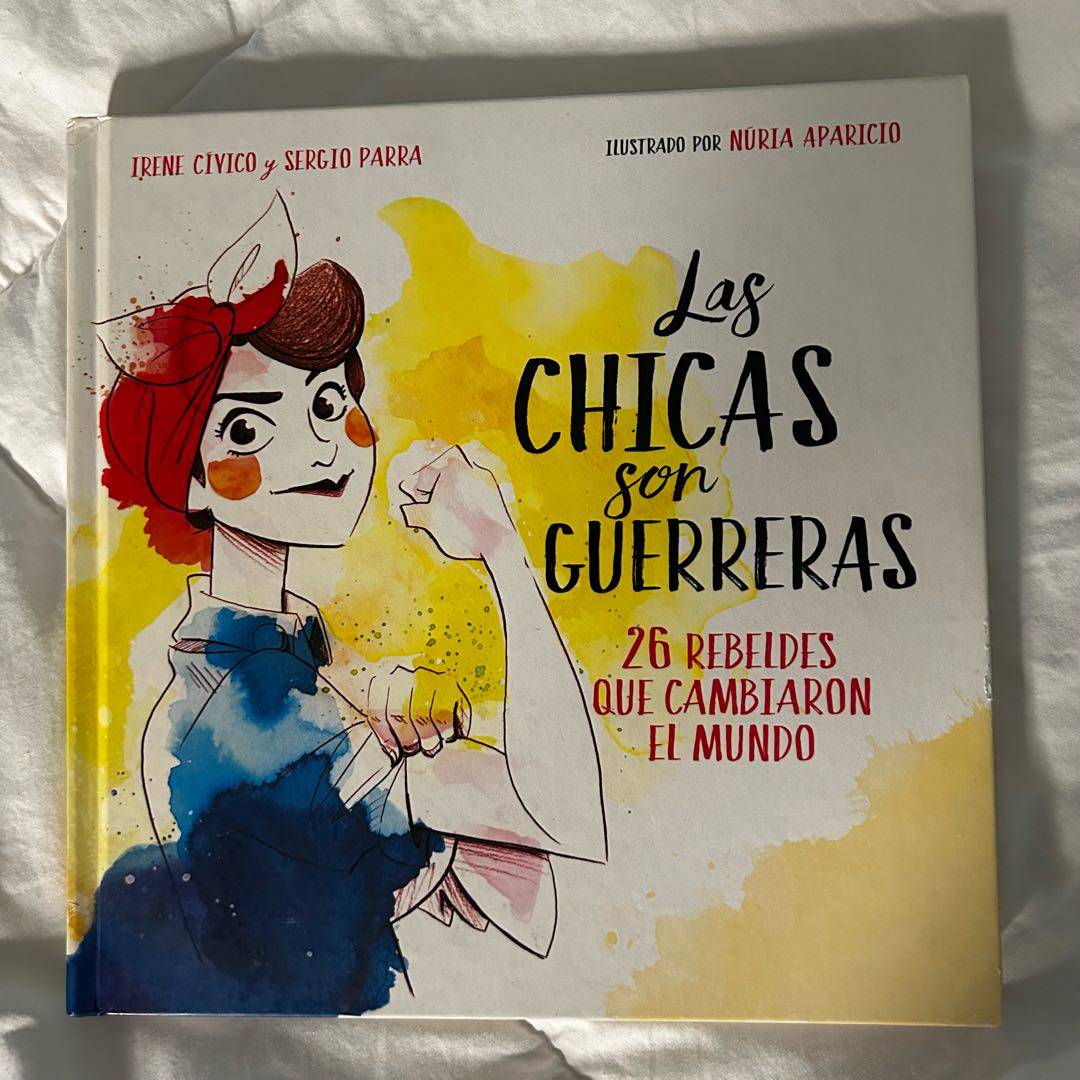 IRENE CÍVICO y SERGIO PARRA
ILUSTRADO POR NÚRIA APARICIO
Las
CHICAS
son
GUERRERAS
26 REBELDES
QUE CAMBIARON
EL MUNDO